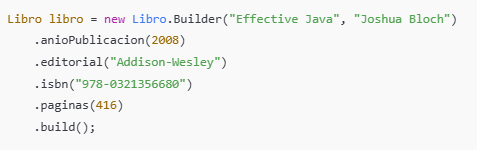 Libro libro = new Libro.Builder("Effective Java", "Joshua Bloch")
    .anioPublicacion(2008)
    .editorial("Addison-Wesley")
    .isbn("978-0321356680")
    .paginas(416)
    .build();